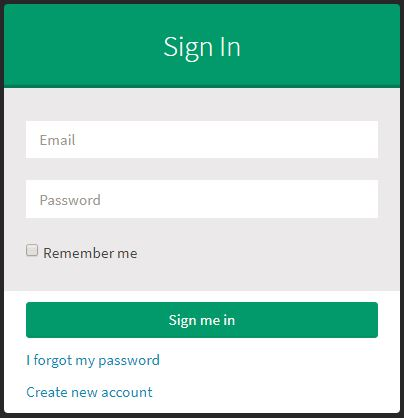 Sign In
Email
Password
Remember me
Sign me in
I forgot my password
Create new account